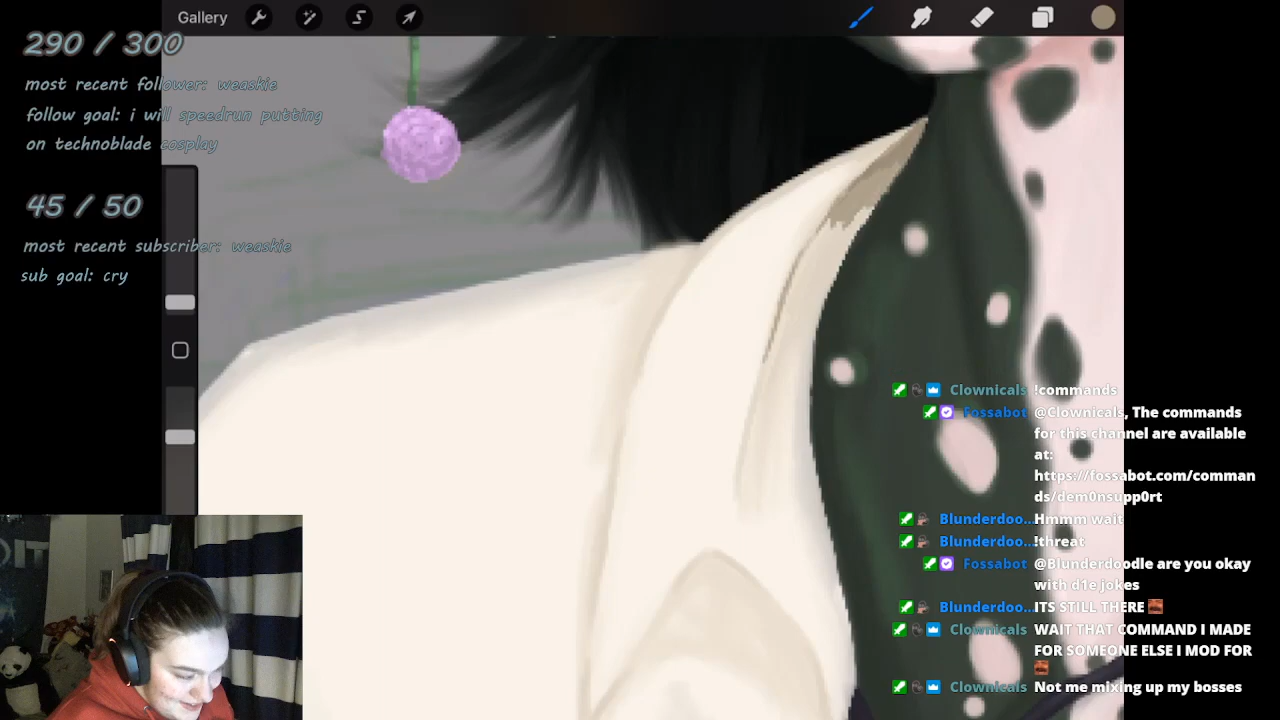 Gallery
290 / 300
most recent follower: weaskie
follow goal: i will speedrun putting
on technoblade cosplay
45 / 50
most recent subscriber: weaskie
sub goal: cry
Clownicals !commands
Fossabot @Clownicals, The commands
for this channel are available
at:
https://fossabot.com/comman
ds/dem0nsupp0rt
Blunderdoo... Hmmm wait
Blunderdoo... !threat
Fossabot @Blunderdoodle are you okay
with d1e jokes
Blunderdoo... ITS STILL THERE
Clownicals WAIT THAT COMMAND I MADE
FOR SOMEONE ELSE I MOD FOR
Clownicals Not me mixing up my bosses